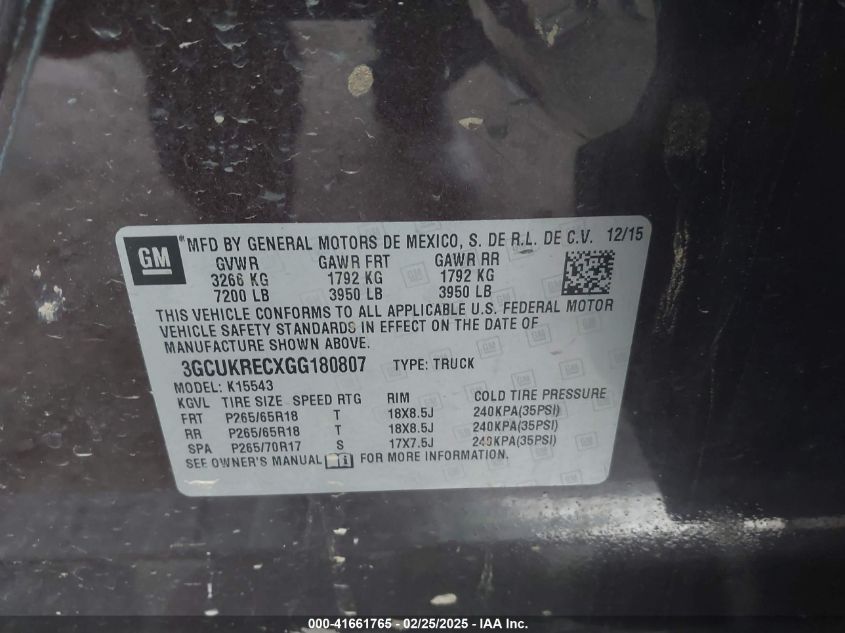 GM ® MFD BY GENERAL MOTORS DE MEXICO, S. DE R.L. DE C.V. 12/15
GVWR GAWR FRT GAWR RR
3266 KG 1792 KG 1792 KG
7200 LB 3950 LB 3950 LB
THIS VEHICLE CONFORMS TO ALL APPLICABLE U.S. FEDERAL MOTOR
VEHICLE SAFETY STANDARDS IN EFFECT ON THE DATE OF
MANUFACTURE SHOWN ABOVE.
3GCUKRECXGG180807 TYPE: TRUCK
MODEL: K15543
KGVL TIRE SIZE SPEED RTG RIM COLD TIRE PRESSURE
FRT P265/65R18 T 18X8.5J 240KPA(35PSI)
RR P265/65R18 T 18X8.5J 240KPA(35PSI)
SPA P265/70R17 S 17X7.5J 240KPA(35PSI)
SEE OWNER'S MANUAL FOR MORE INFORMATION.
000-41661765 - 02/25/2025 - IAA Inc.